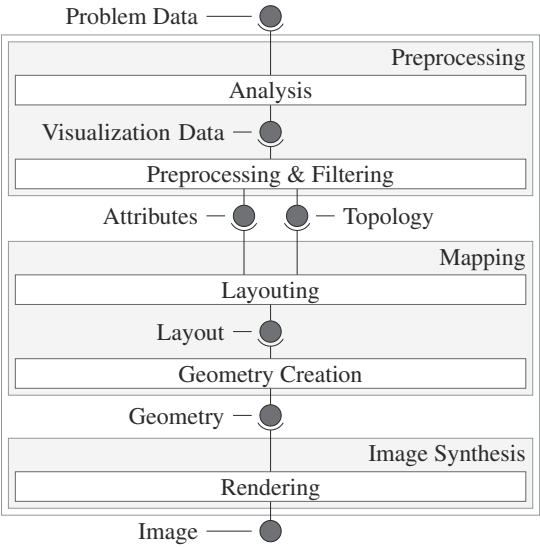 Problem Data
Preprocessing
Analysis
Visualization Data
Preprocessing & Filtering
Attributes
Topology
Mapping
Layouting
Layout
Geometry Creation
Geometry
Image Synthesis
Rendering
Image